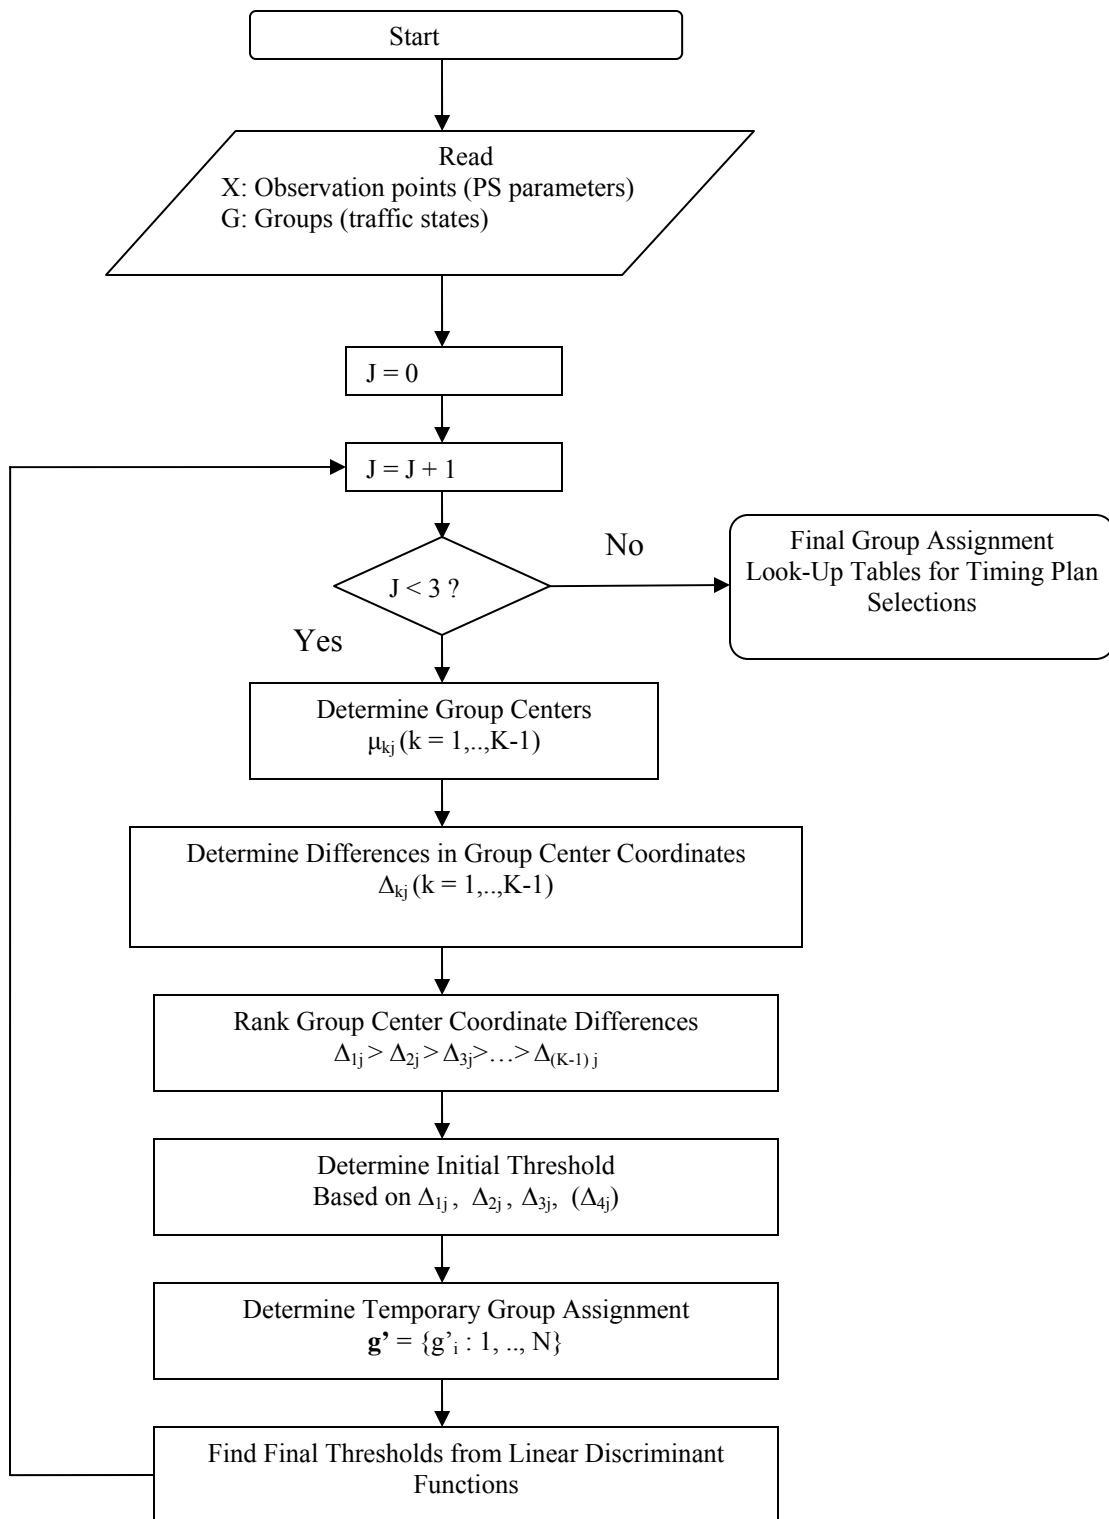 Start
Read
X: Observation points (PS parameters)
G: Groups (traffic states)
J = 0
J = J + 1
J < 3 ?
No
Final Group Assignment
Look-Up Tables for Timing Plan
Selections
Yes
Determine Group Centers
μkj (k = 1,..,K-1)
Determine Differences in Group Center Coordinates
Δkj (k = 1,..,K-1)
Rank Group Center Coordinate Differences
Δ1j > Δ2j > Δ3j>…> Δ(K-1) j
Determine Initial Threshold
Based on Δ1j , Δ2j , Δ3j, (Δ4j)
Determine Temporary Group Assignment
g’ = {g’i : 1, .., N}
Find Final Thresholds from Linear Discriminant
Functions